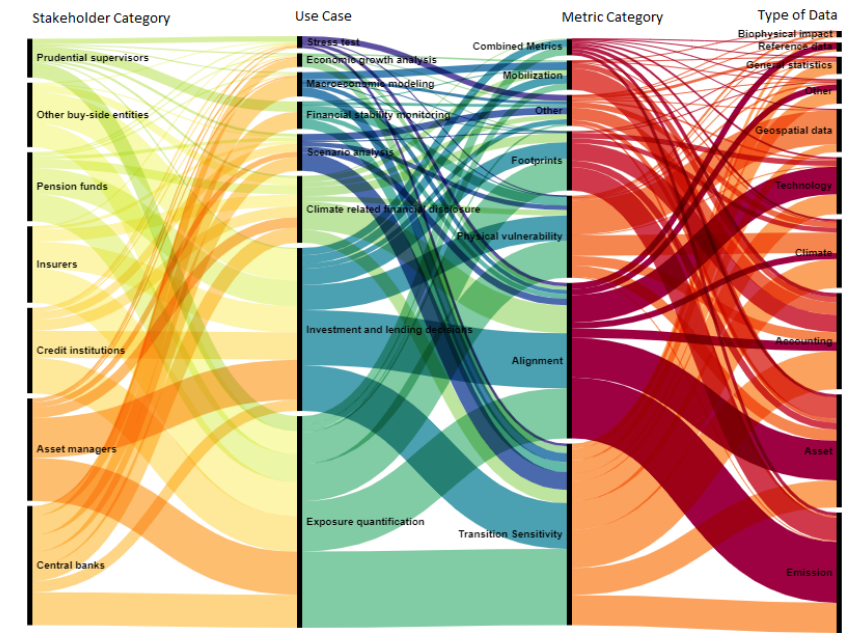 Stakeholder Category
Use Case
Metric Category
Type of Data
Prudential supervisors
Other buy-side entities
Pension funds
Insurers
Credit institutions
Asset managers
Central banks
Stress test
Economic growth analysis
Macroeconomic modeling
Financial stability monitoring
Scenario analysis
Climate related financial disclosure
Investment and lending decisions
Exposure quantification
Combined Metrics
Mobilization
Other
Footprints
Physical vulnerability
Alignment
Transition Sensitivity
Biophysical impact
Reference data
General statistics
Other
Geospatial data
Technology
Climate
Accounting
Asset
Emission